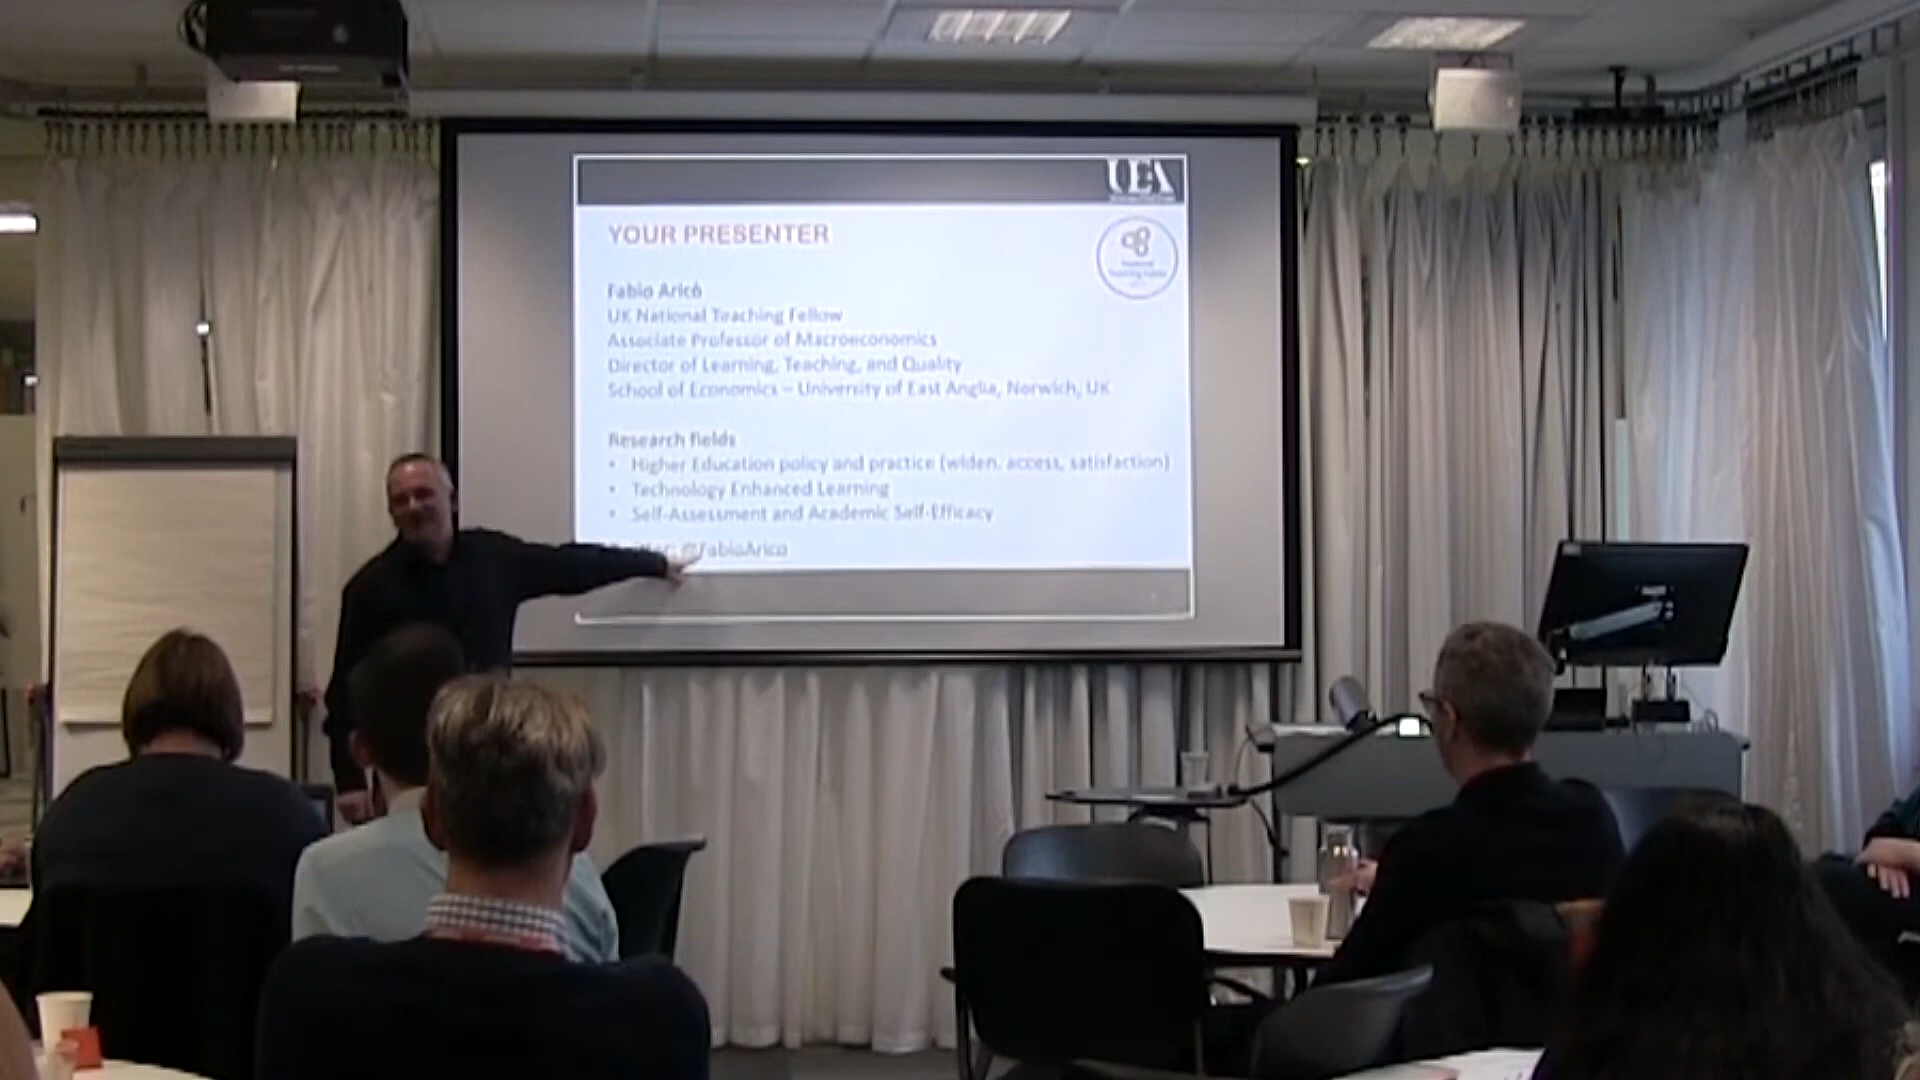 UEA
YOUR PRESENTER
Fabio Aricò
UK National Teaching Fellow
Associate Professor of Macroeconomics
Director of Learning, Teaching, and Quality
School of Economics – University of East Anglia, Norwich, UK
Research fields
• Higher Education policy and practice (widen. access, satisfaction)
• Technology Enhanced Learning
• Self-Assessment and Academic Self-Efficacy
@FabioArico